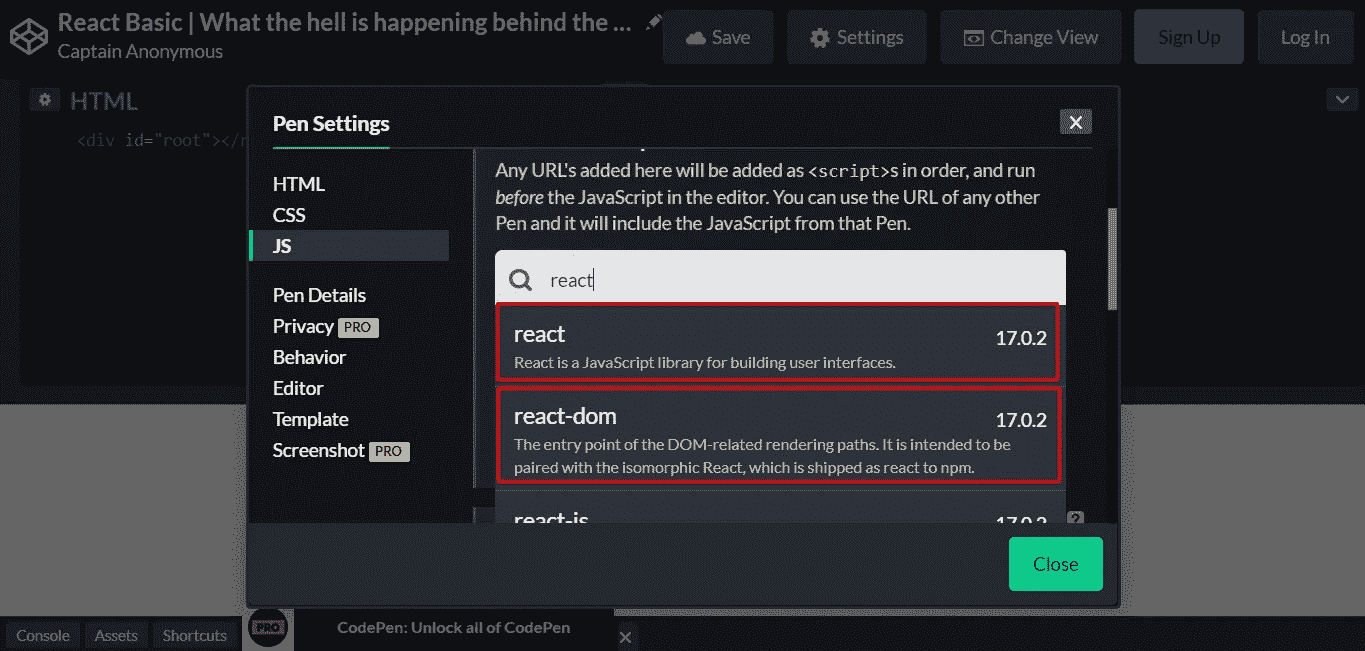 React Basic | What the hell is happening behind the ...
Captain Anonymous
Save
Settings
Change View
Sign Up
Log In
HTML
<div id="root"></
Pen Settings
HTML
CSS
JS
Pen Details
Privacy PRO
Behavior
Editor
Template
Screenshot PRO
Any URL's added here will be added as <script>s in order, and run
before the JavaScript in the editor. You can use the URL of any other
Pen and it will include the JavaScript from that Pen.
react
react 17.0.2
React is a JavaScript library for building user interfaces.
react-dom 17.0.2
The entry point of the DOM-related rendering paths. It is intended to be
paired with the isomorphic React, which is shipped as react to npm.
react-is 17.0.2
?
Close
Console
Assets
Shortcuts
PRO
CodePen: Unlock all of CodePen